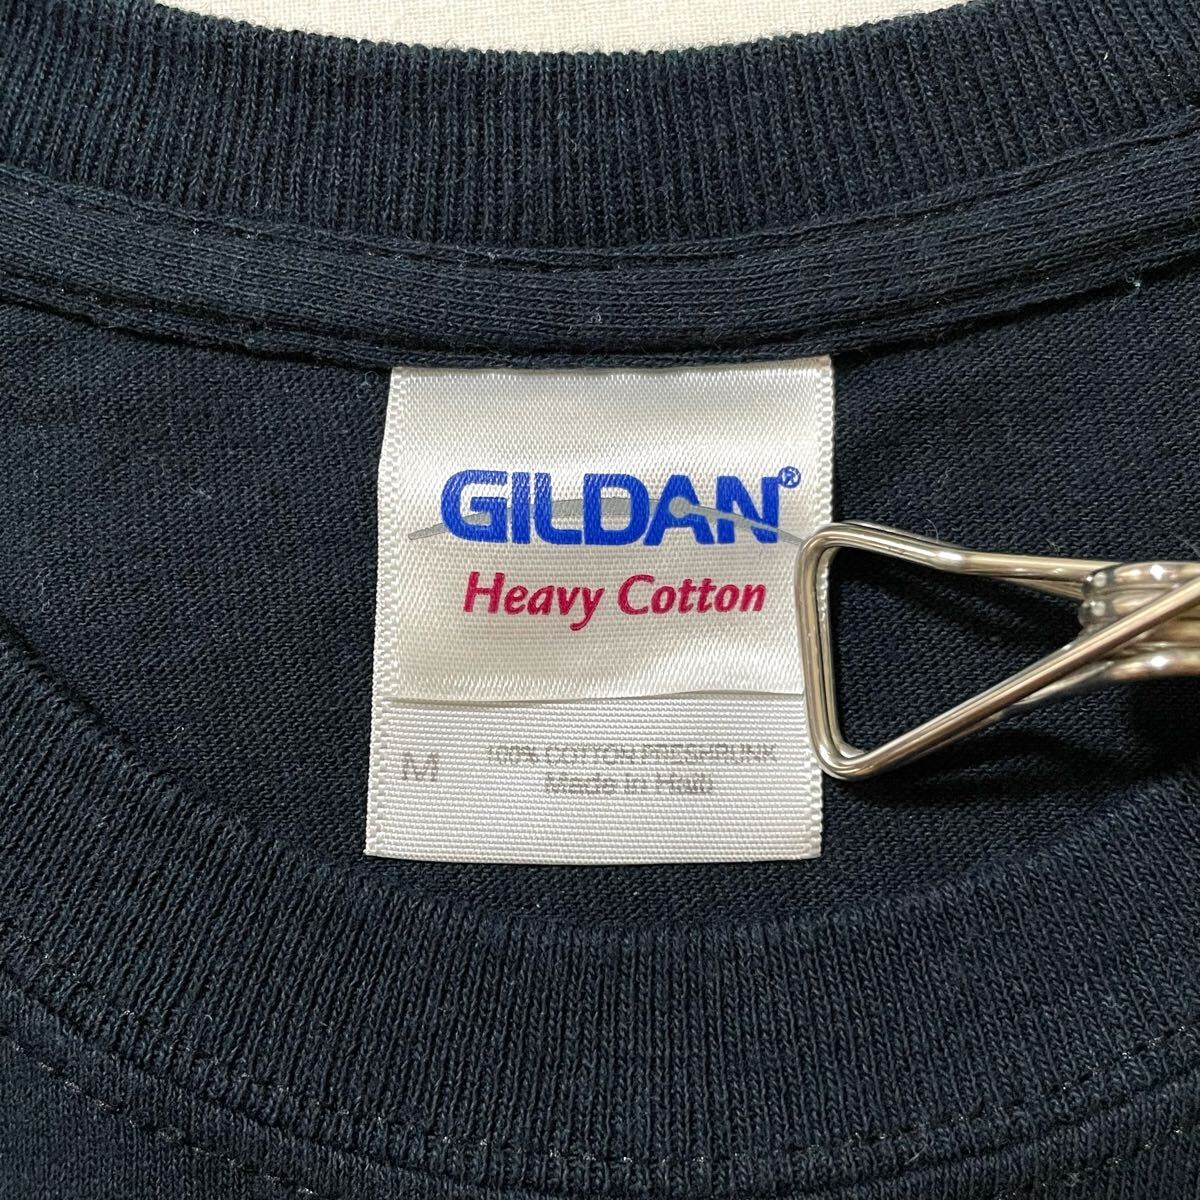 GILDAN®
Heavy Cotton
M
100% COTTON PRESHRUNK
Made in Haiti